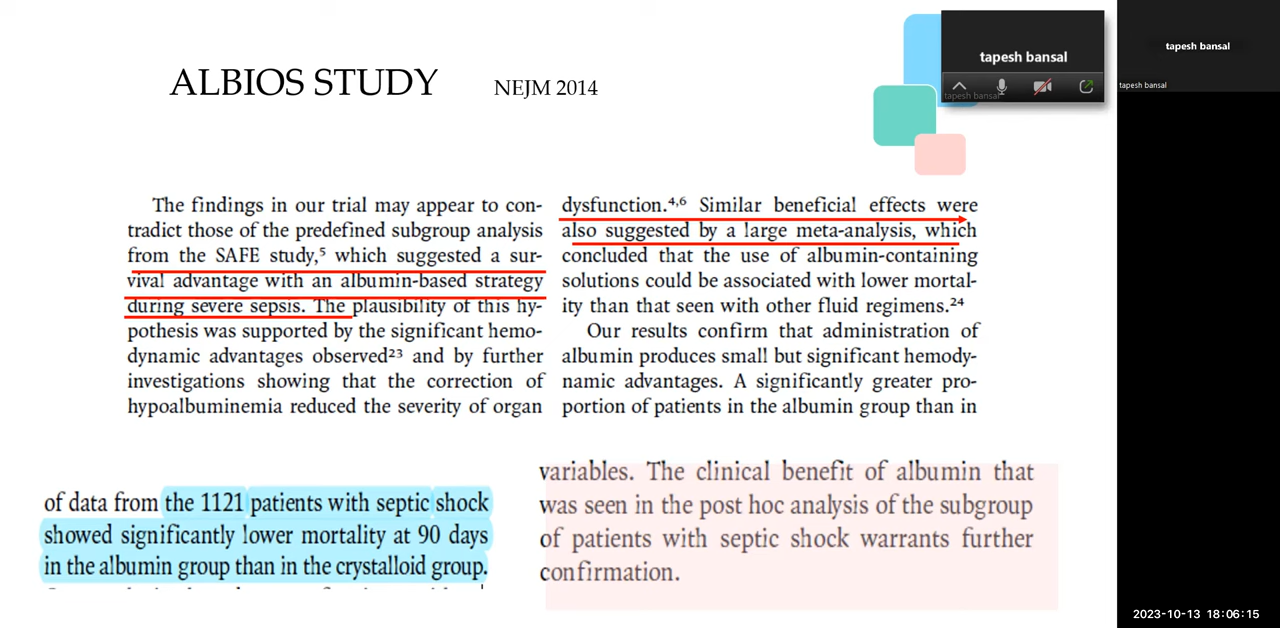 ALBIOS STUDY NEJM 2014
tapesh bansal
tapesh bansal
tapesh bansal
tapesh bansal
The findings in our trial may appear to con-
tradict those of the predefined subgroup analysis
from the SAFE study,⁵ which suggested a sur-
vival advantage with an albumin-based strategy
during severe sepsis. The plausibility of this hy-
pothesis was supported by the significant hemo-
dynamic advantages observed²³ and by further
investigations showing that the correction of
hypoalbuminemia reduced the severity of organ
dysfunction.⁴,⁶ Similar beneficial effects were
also suggested by a large meta-analysis, which
concluded that the use of albumin-containing
solutions could be associated with lower mortal-
ity than that seen with other fluid regimens.²⁴
Our results confirm that administration of
albumin produces small but significant hemody-
namic advantages. A significantly greater pro-
portion of patients in the albumin group than in
of data from the 1121 patients with septic shock
showed significantly lower mortality at 90 days
in the albumin group than in the crystalloid group.
variables. The clinical benefit of albumin that
was seen in the post hoc analysis of the subgroup
of patients with septic shock warrants further
confirmation.
2023-10-13 18:06:15